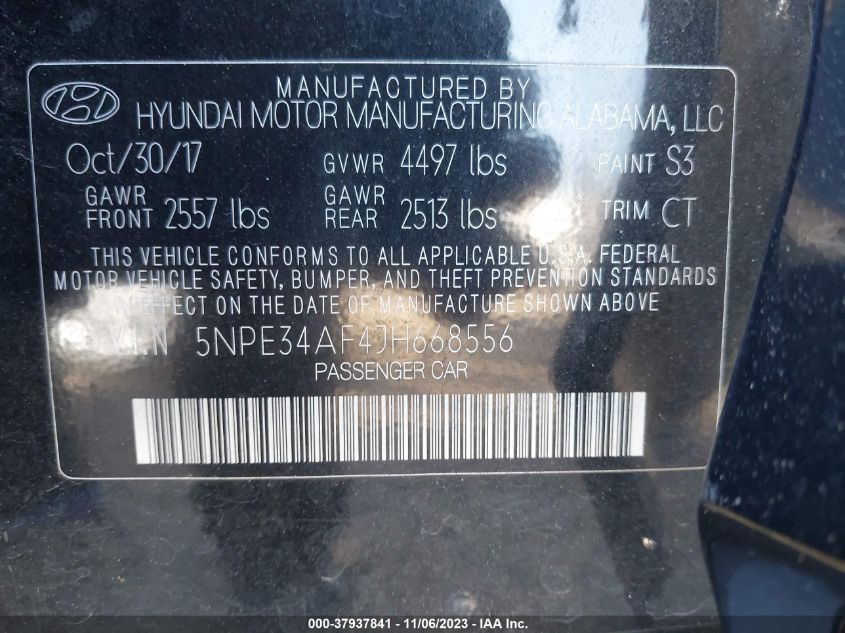 MANUFACTURED BY
HYUNDAI MOTOR MANUFACTURING ALABAMA, LLC
Oct/30/17 GVWR 4497 lbs PAINT S3
GAWR FRONT 2557 lbs GAWR REAR 2513 lbs TRIM CT
THIS VEHICLE CONFORMS TO ALL APPLICABLE U.S.A. FEDERAL
MOTOR VEHICLE SAFETY, BUMPER, AND THEFT PREVENTION STANDARDS
IN EFFECT ON THE DATE OF MANUFACTURE SHOWN ABOVE
V.I.N 5NPE34AF4JH668556
PASSENGER CAR
000-37937841 - 11/06/2023 - IAA Inc.